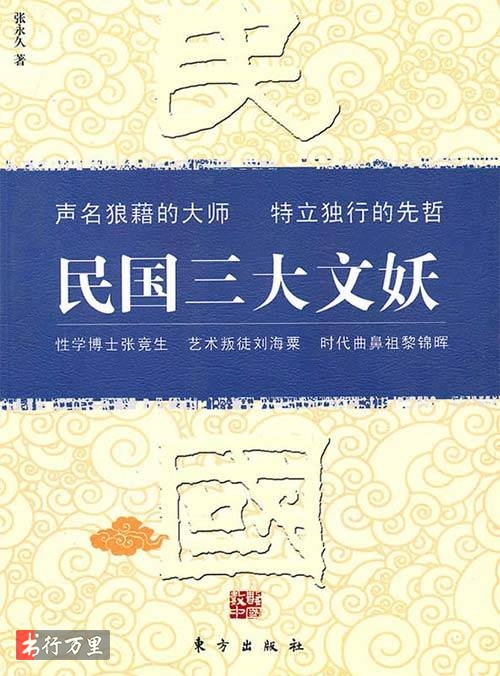 张永久 著
民
声名狼藉的大师 特立独行的先哲
民国三大文妖
性学博士张竞生 艺术叛徒刘海粟 时代曲鼻祖黎锦晖
國
书行万里
东方出版社